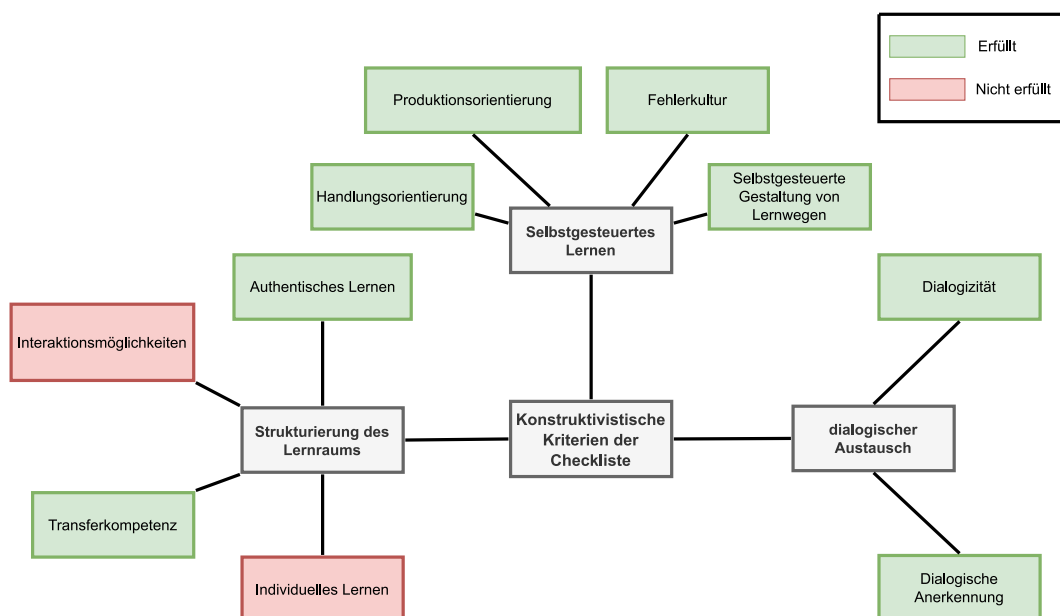 Erfüllt
Nicht erfüllt
Produktionsorientierung
Fehlerkultur
Handlungsorientierung
Selbstgesteuerte
Gestaltung von
Lernwegen
Selbstgesteuertes
Lernen
Authentisches Lernen
Dialogizität
Interaktionsmöglichkeiten
Strukturierung des
Lernraums
Konstruktivistische
Kriterien der
Checkliste
dialogischer
Austausch
Transferkompetenz
Individuelles Lernen
Dialogische
Anerkennung